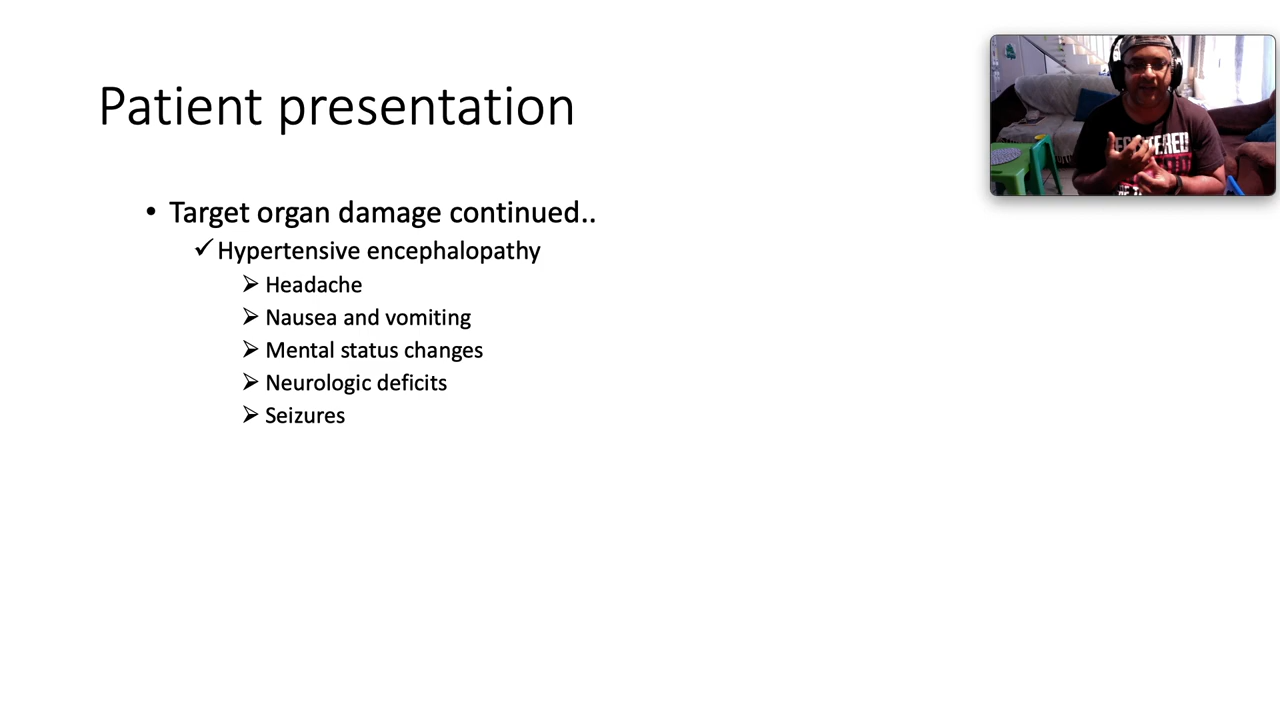 Patient presentation
• Target organ damage continued..
✓ Hypertensive encephalopathy
➢ Headache
➢ Nausea and vomiting
➢ Mental status changes
➢ Neurologic deficits
➢ Seizures